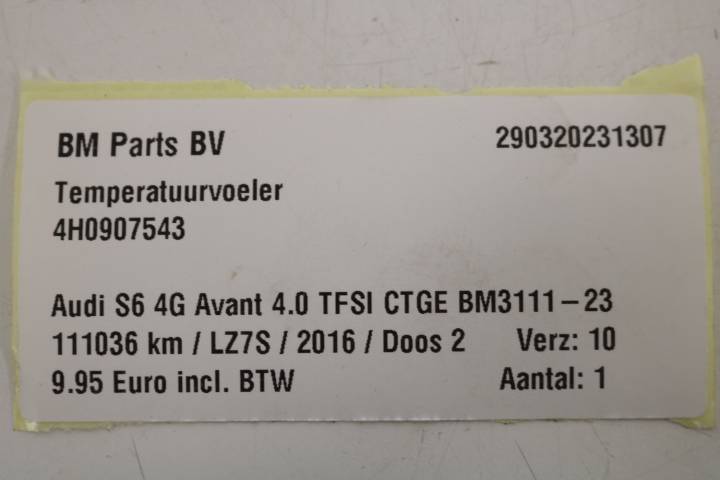 BM Parts BV 290320231307
Temperatuurvoeler
4H0907543
Audi S6 4G Avant 4.0 TFSI CTGE BM3111-23
111036 km / LZ7S / 2016 / Doos 2 Verz: 10
9.95 Euro incl. BTW Aantal: 1